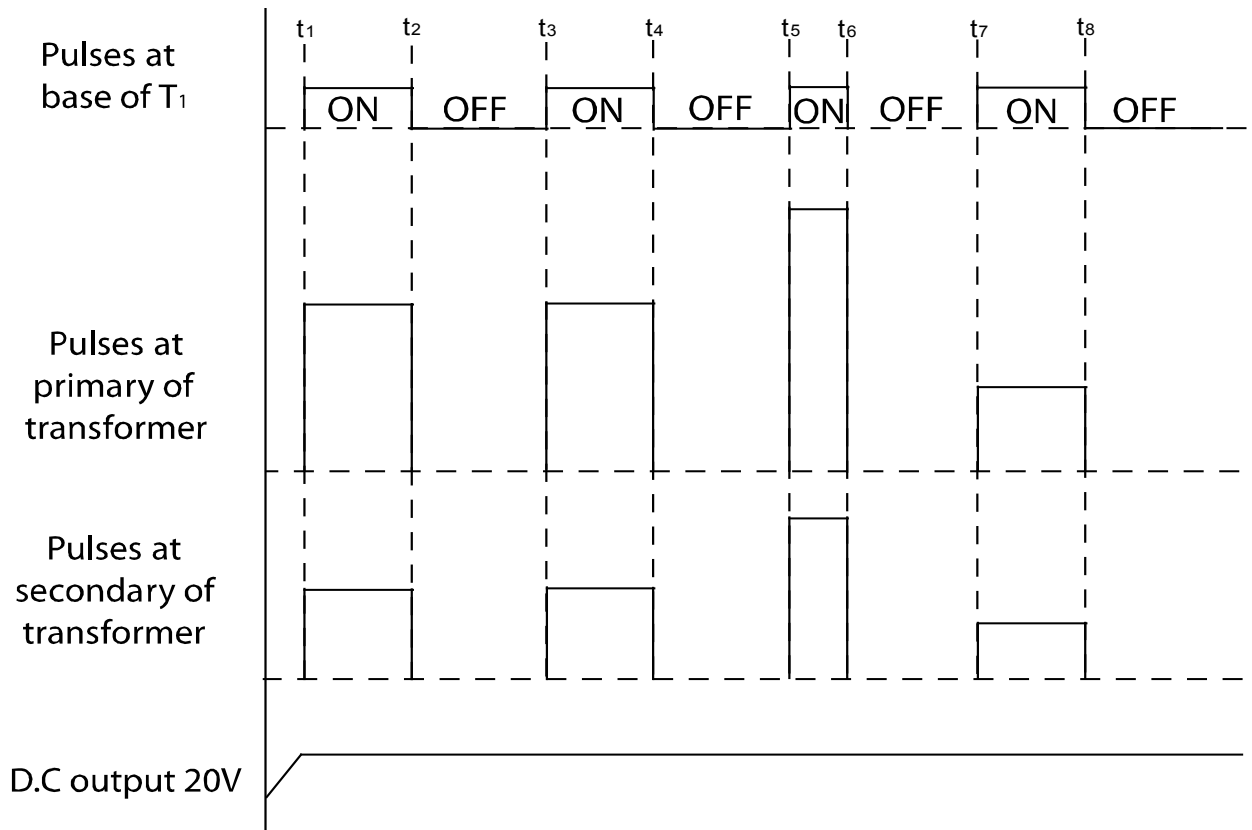 t1 t2 t3 t4 t5 t6 t7 t8
Pulses at
base of T1
ON OFF ON OFF ON OFF ON OFF
Pulses at
primary of
transformer
Pulses at
secondary of
transformer
D.C output 20V